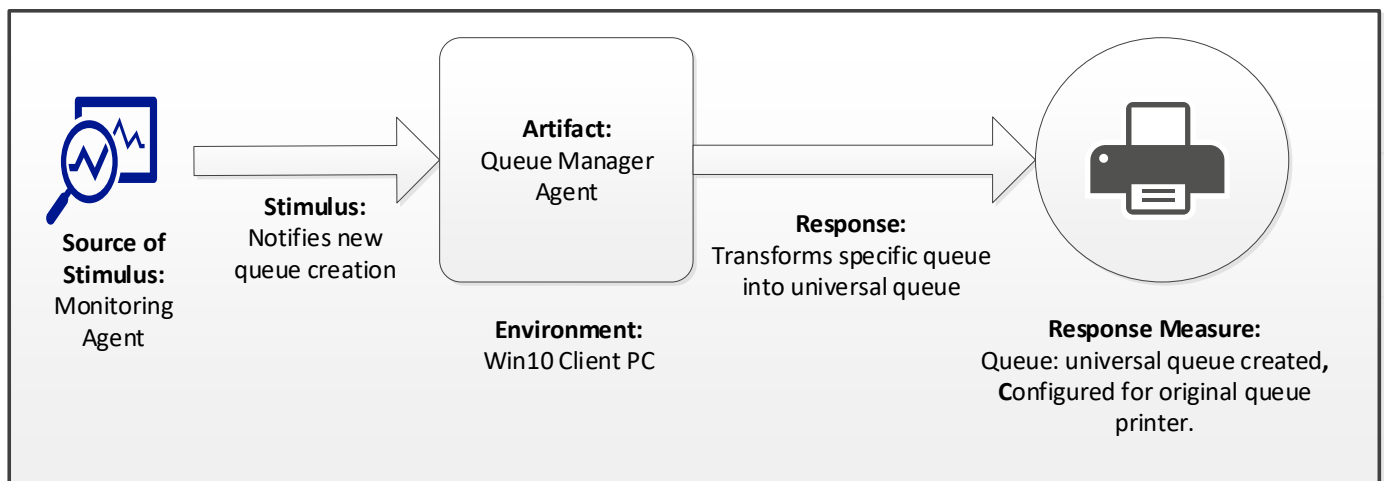 Source of
Stimulus:
Monitoring
Agent
Stimulus:
Notifies new
queue creation
Artifact:
Queue Manager
Agent
Environment:
Win10 Client PC
Response:
Transforms specific queue
into universal queue
Response Measure:
Queue: universal queue created,
Configured for original queue
printer.